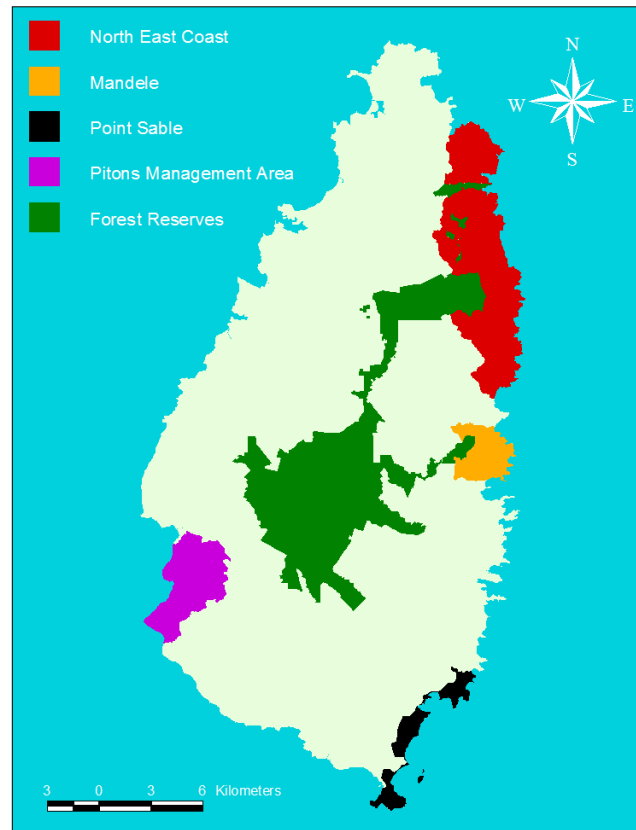 North East Coast
Mandele
Point Sable
Pitons Management Area
Forest Reserves
N
W E
S
3 0 3 6 Kilometers